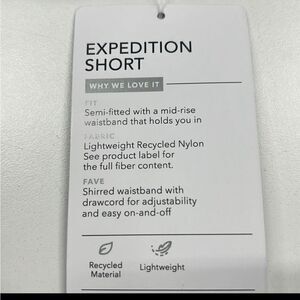 EXPEDITION
SHORT
WHY WE LOVE IT
FIT
Semi-fitted with a mid-rise
waistband that holds you in
FABRIC
Lightweight Recycled Nylon
See product label for
the full fiber content.
FAVE
Shirred waistband with
drawcord for adjustability
and easy on-and-off
Recycled Lightweight
Material